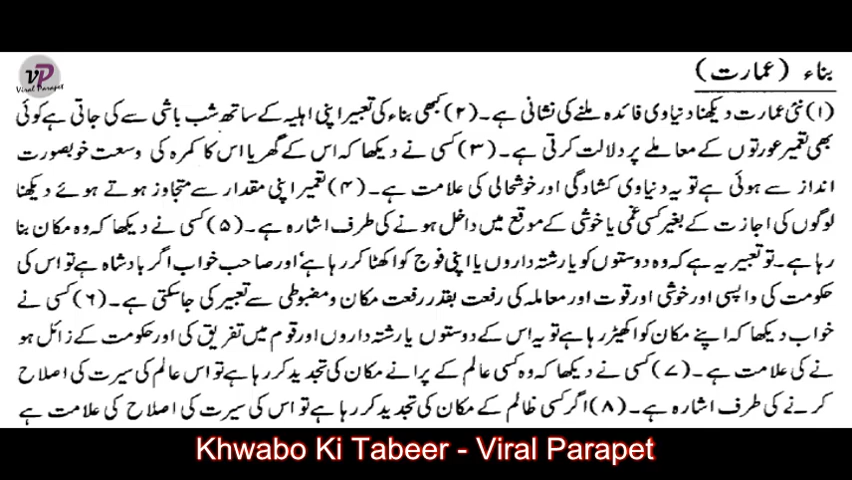 VP
Viral Parapet
بناء (عمارت)
(۱) نئی عمارت دیکھنا دنیاوی فائدہ ملنے کی نشانی ہے۔ (۲) کبھی بناء کی تعبیر اپنی اہلیہ کے ساتھ شب باشی سے کی جاتی ہے کوئی
بھی تعمیر عورتوں کے معاملے پر دلالت کرتی ہے۔ (۳) کسی نے دیکھا کہ اس کے گھر یا اس کا کمرہ کی وسعت خوبصورت
انداز سے ہوئی ہے تو یہ دنیاوی کشادگی اور خوشحالی کی علامت ہے۔ (۴) تعمیر اپنی مقدار سے متجاوز ہوتے ہوئے دیکھنا
لوگوں کی اجازت کے بغیر کسی غمی یا خوشی کے موقع میں داخل ہونے کی طرف اشارہ ہے۔ (۵) کسی نے دیکھا کہ وہ مکان بنا
رہا ہے۔ تو تعبیر یہ ہے کہ وہ دوستوں کو یا رشتہ داروں یا اپنی فوج کو اکھٹا کر رہا ہے اور صاحب خواب اگر بادشاہ ہے تو اس کی
حکومت کی واپسی اور خوشی اور قوت اور معاملہ کی رفعت بقدر رفعت مکان و مضبوطی سے تعبیر کی جاسکتی ہے۔ (۶) کسی نے
خواب دیکھا کہ اپنے مکان کو اکھیڑ رہا ہے تو یہ اس کے دوستوں یا رشتہ داروں اور قوم میں تفریق کی اور حکومت کے زائل ہو
نے کی علامت ہے۔ (۷) کسی نے دیکھا کہ وہ کسی عالم کے پرانے مکان کی تجدید کر رہا ہے تو اس عالم کی سیرت کی اصلاح
کرنے کی طرف اشارہ ہے۔ (۸) اگر کسی ظالم کے مکان کی تجدید کر رہا ہے تو اس کی سیرت کی اصلاح کی علامت ہے
Khwabo Ki Tabeer - Viral Parapet